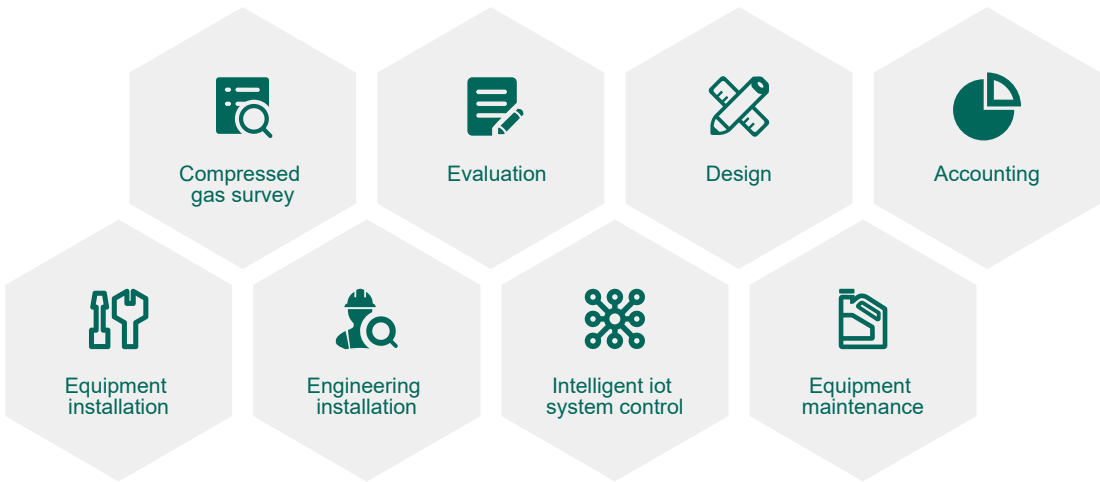 Compressed
gas survey
Evaluation
Design
Accounting
Equipment
installation
Engineering
installation
Intelligent iot
system control
Equipment
maintenance